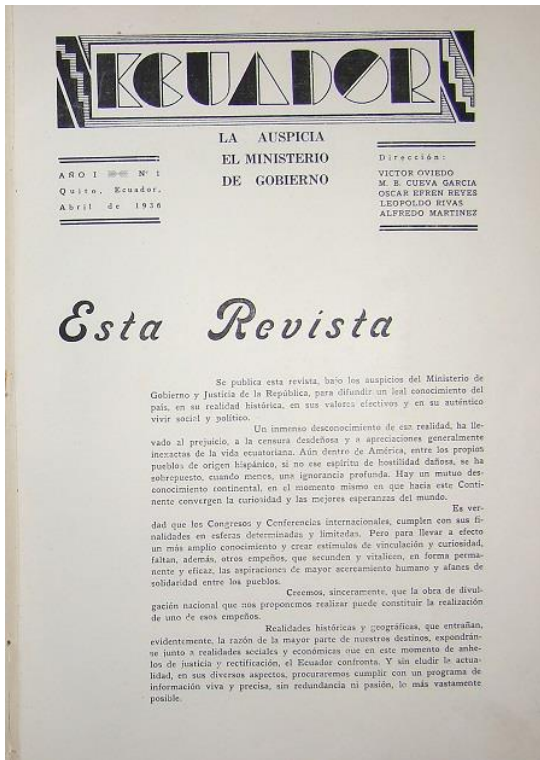 ECUADOR
LA AUSPICIA
EL MINISTERIO
DE GOBIERNO
AÑO I Nº 1
Quito, Ecuador,
Abril de 1936
Dirección:
VICTOR OVIEDO
M. B. CUEVA GARCIA
OSCAR EFREN REYES
LEOPOLDO RIVAS
ALFREDO MARTINEZ
Esta Revista
Se publica esta revista, bajo los auspicios del Ministerio de
Gobierno y Justicia de la República, para difundir un leal conocimiento del
país, en su realidad histórica, en sus valores efectivos y en su auténtico
vivir social y político.
Un inmenso desconocimiento de esa realidad, ha lle-
vado al prejuicio, a la censura desdeñosa y a apreciaciones generalmente
inexactas de la vida ecuatoriana. Aún dentro de América, entre los propios
pueblos de origen hispánico, si no ese espíritu de hostilidad dañosa, se ha
sobrepuesto, cuando menos, una ignorancia profunda. Hay un mutuo des-
conocimiento continental, en el momento mismo en que hacia este Conti-
nente convergen la curiosidad y las mejores esperanzas del mundo.
Es ver-
dad que los Congresos y Conferencias internacionales, cumplen con sus fi-
nalidades en esferas determinadas y limitadas. Pero para llevar a efecto
un más amplio conocimiento y crear estímulos de vinculación y curiosidad,
faltan, además, otros empeños, que secunden y vitalicen, en forma perma-
nente y eficaz, las aspiraciones de mayor acercamiento humano y afanes de
solidaridad entre los pueblos.
Creemos, sinceramente, que la obra de divul-
gación nacional que nos proponemos realizar puede constituir la realización
de uno de esos empeños.
Realidades históricas y geográficas, que entrañan,
evidentemente, la razón de la mayor parte de nuestros destinos, expondrán-
se junto a realidades sociales y económicas que en este momento de anhe-
los de justicia y rectificación, el Ecuador confronta. Y sin eludir la actua-
lidad, en sus diversos aspectos, procuraremos cumplir con un programa de
información viva y precisa, sin redundancia ni pasión, lo más vastamente
posible.